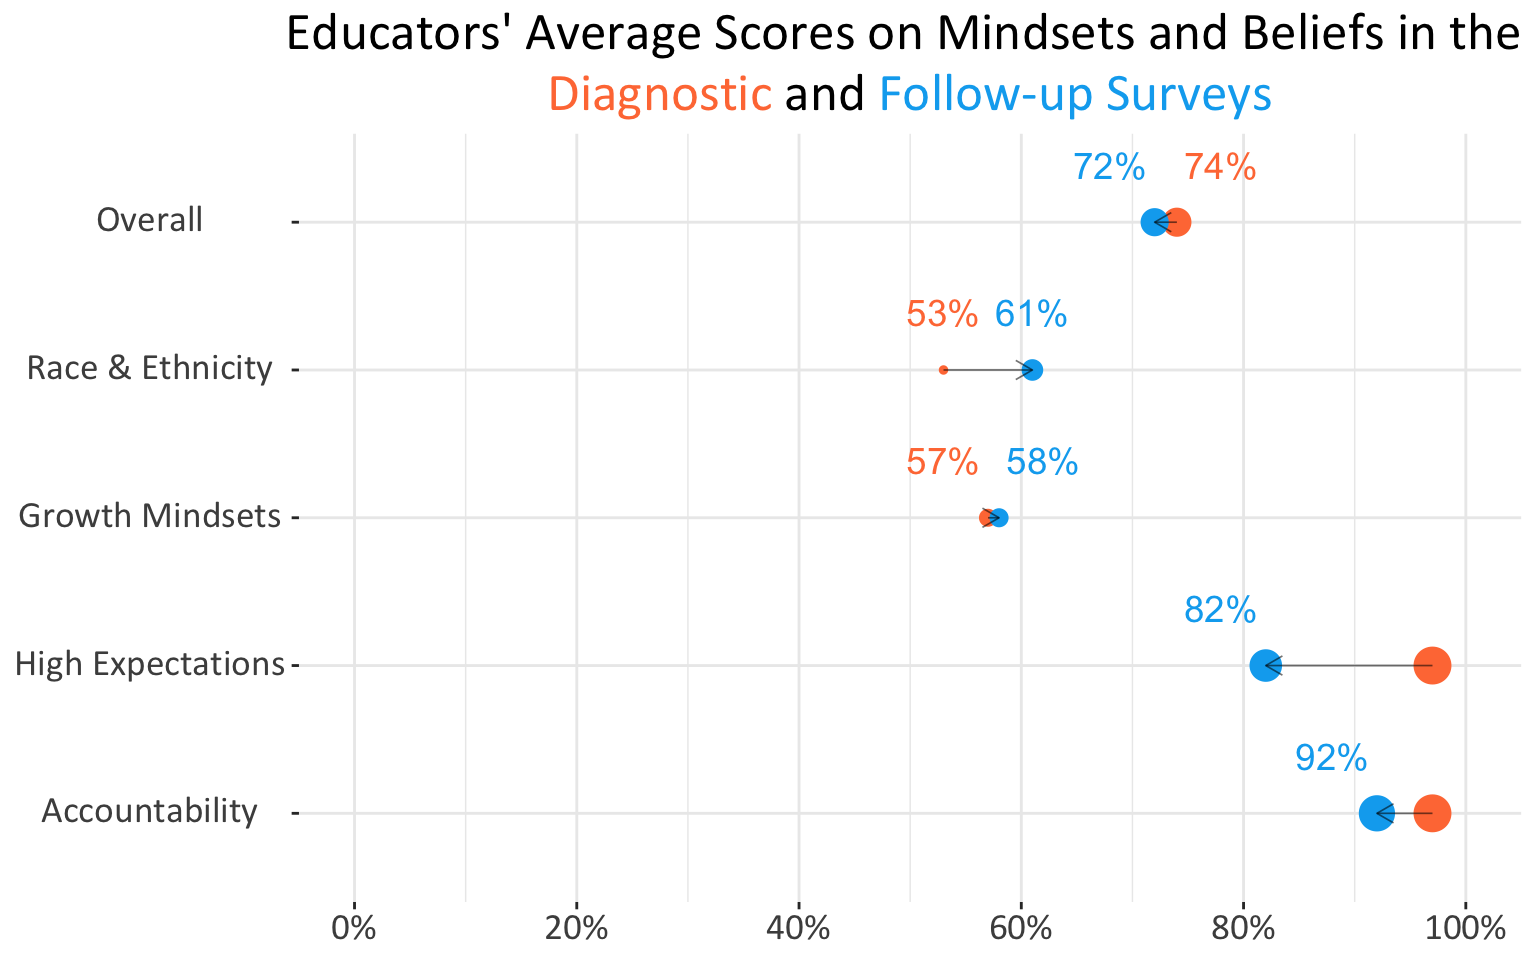 Educators' Average Scores on Mindsets and Beliefs in the
Diagnostic and Follow-up Surveys
72% 74%
Overall
53% 61%
Race & Ethnicity
57% 58%
Growth Mindsets
82%
High Expectations
92%
Accountability
0% 20% 40% 60% 80% 100%